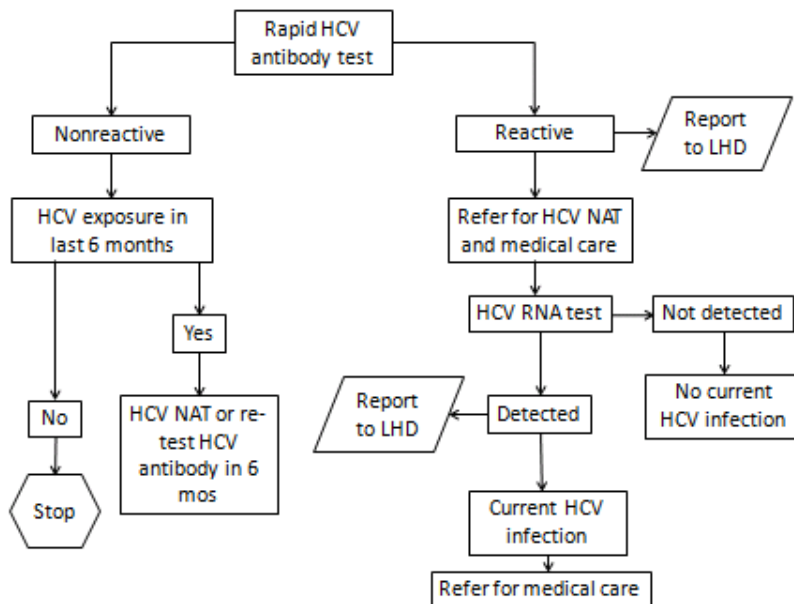 Rapid HCV
antibody test
Nonreactive
Reactive
Report
to LHD
HCV exposure in
last 6 months
Refer for HCV NAT
and medical care
Yes
HCV RNA test
Not detected
No
HCV NAT or re-
test HCV
antibody in 6
mos
Report
to LHD
Detected
No current
HCV infection
Stop
Current HCV
infection
Refer for medical care